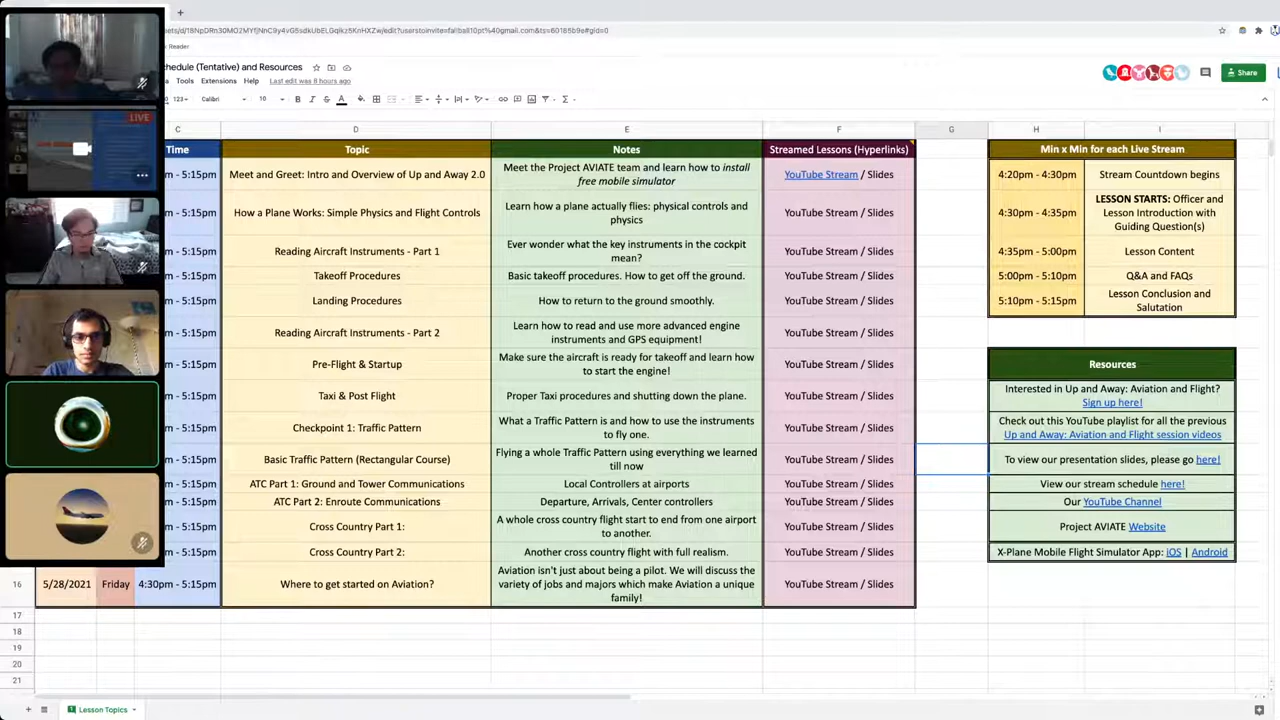 ets/d/18NpDRn30MO2MYfjNnC9y4vG5sdkUbELGqikz5KnHXZw/edit?userstoinvite=fallball10pt%40gmail.com&ts=60185b9e#gid=0
Reader
chedule (Tentative) and Resources
Tools Extensions Help Last edit was 8 hours ago
Share
123 Calibri 10 B I S A
C D E F G H I
Time Topic Notes Streamed Lessons (Hyperlinks) Min x Min for each Live Stream
m - 5:15pm Meet and Greet: Intro and Overview of Up and Away 2.0 Meet the Project AVIATE team and learn how to install
free mobile simulator YouTube Stream / Slides 4:20pm - 4:30pm Stream Countdown begins
m - 5:15pm How a Plane Works: Simple Physics and Flight Controls Learn how a plane actually flies: physical controls and
physics YouTube Stream / Slides 4:30pm - 4:35pm LESSON STARTS: Officer and
Lesson Introduction with
Guiding Question(s)
m - 5:15pm Reading Aircraft Instruments - Part 1 Ever wonder what the key instruments in the cockpit
mean? YouTube Stream / Slides 4:35pm - 5:00pm Lesson Content
m - 5:15pm Takeoff Procedures Basic takeoff procedures. How to get off the ground. YouTube Stream / Slides 5:00pm - 5:10pm Q&A and FAQs
m - 5:15pm Landing Procedures How to return to the ground smoothly. YouTube Stream / Slides 5:10pm - 5:15pm Lesson Conclusion and
Salutation
m - 5:15pm Reading Aircraft Instruments - Part 2 Learn how to read and use more advanced engine
instruments and GPS equipment! YouTube Stream / Slides
m - 5:15pm Pre-Flight & Startup Make sure the aircraft is ready for takeoff and learn how
to start the engine! YouTube Stream / Slides Resources
m - 5:15pm Taxi & Post Flight Proper Taxi procedures and shutting down the plane. YouTube Stream / Slides Interested in Up and Away: Aviation and Flight?
Sign up here!
m - 5:15pm Checkpoint 1: Traffic Pattern What a Traffic Pattern is and how to use the instruments
to fly one. YouTube Stream / Slides Check out this YouTube playlist for all the previous
Up and Away: Aviation and Flight session videos
m - 5:15pm Basic Traffic Pattern (Rectangular Course) Flying a whole Traffic Pattern using everything we learned
till now YouTube Stream / Slides To view our presentation slides, please go here!
m - 5:15pm ATC Part 1: Ground and Tower Communications Local Controllers at airports YouTube Stream / Slides View our stream schedule here!
m - 5:15pm ATC Part 2: Enroute Communications Departure, Arrivals, Center controllers YouTube Stream / Slides Our YouTube Channel
m - 5:15pm Cross Country Part 1: A whole cross country flight start to end from one airport
to another. YouTube Stream / Slides Project AVIATE Website
m - 5:15pm Cross Country Part 2: Another cross country flight with full realism. YouTube Stream / Slides X-Plane Mobile Flight Simulator App: iOS | Android
16 5/28/2021 Friday 4:30pm - 5:15pm Where to get started on Aviation? Aviation isn't just about being a pilot. We will discuss the
variety of jobs and majors which make Aviation a unique
family! YouTube Stream / Slides
17
18
19
20
21
Lesson Topics
LIVE